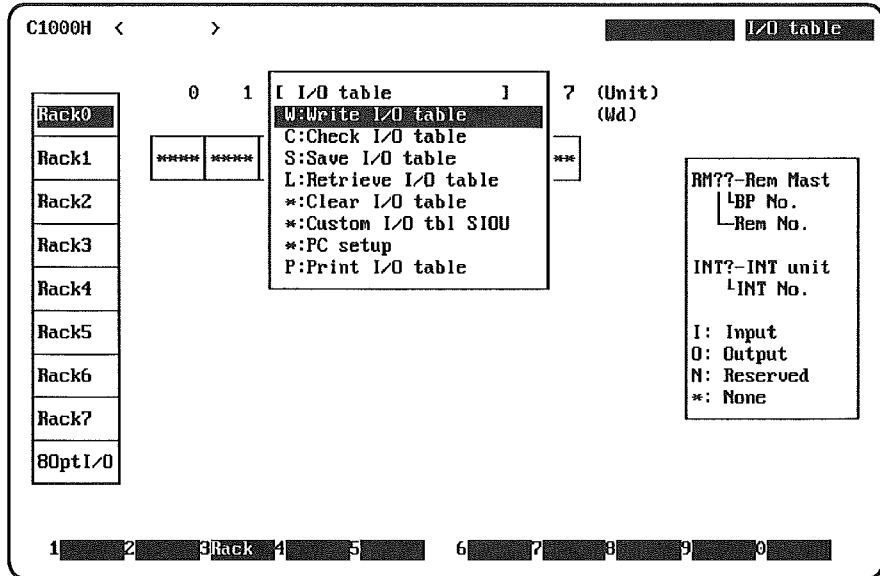 C1000H < > I/O table
0 1 [ I/O table ] 7 (Unit)
Rack0 W:Write I/O table (Wd)
C:Check I/O table
Rack1 **** **** S:Save I/O table **
L:Retrieve I/O table RM??-Rem Mast
Rack2 *:Clear I/O table └BP No.
*:Custom I/O tbl SIOU └Rem No.
Rack3 *:PC setup
P:Print I/O table INT?-INT unit
Rack4 └INT No.
Rack5 I: Input
O: Output
Rack6 N: Reserved
*: None
Rack7
80ptI/O
1 2 3Rack 4 5 6 7 8 9 0